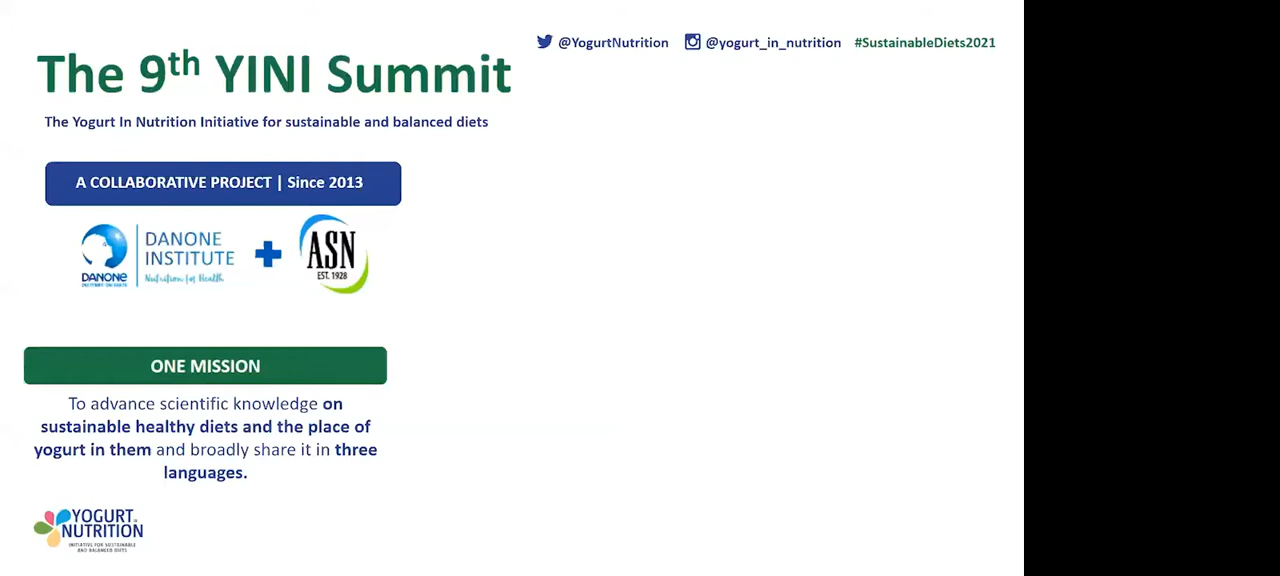 The 9th YINI Summit
@YogurtNutrition @yogurt_in_nutrition #SustainableDiets2021
The Yogurt In Nutrition Initiative for sustainable and balanced diets
A COLLABORATIVE PROJECT | Since 2013
DANONE
INSTITUTE
Nutrition for Health
DANONE
ASN
EST. 1928
ONE MISSION
To advance scientific knowledge on
sustainable healthy diets and the place of
yogurt in them and broadly share it in three
languages.
YOGURT IN
NUTRITION
INITIATIVE FOR SUSTAINABLE
AND BALANCED DIETS